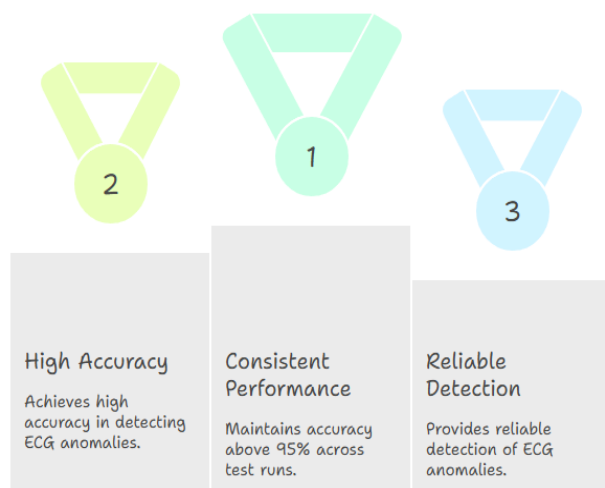 2
1
3
High Accuracy
Achieves high
accuracy in detecting
ECG anomalies.
Consistent
Performance
Maintains accuracy
above 95% across
test runs.
Reliable
Detection
Provides reliable
detection of ECG
anomalies.